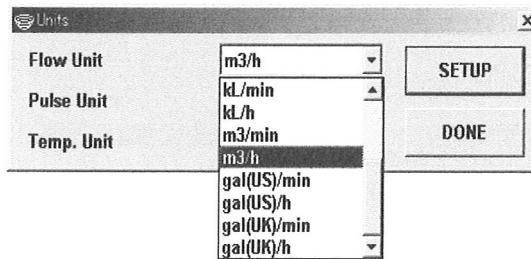 Units
Flow Unit
m3/h
SETUP
Pulse Unit
Temp. Unit
DONE
kL/min
kL/h
m3/min
m3/h
gal(US)/min
gal(US)/h
gal(UK)/min
gal(UK)/h